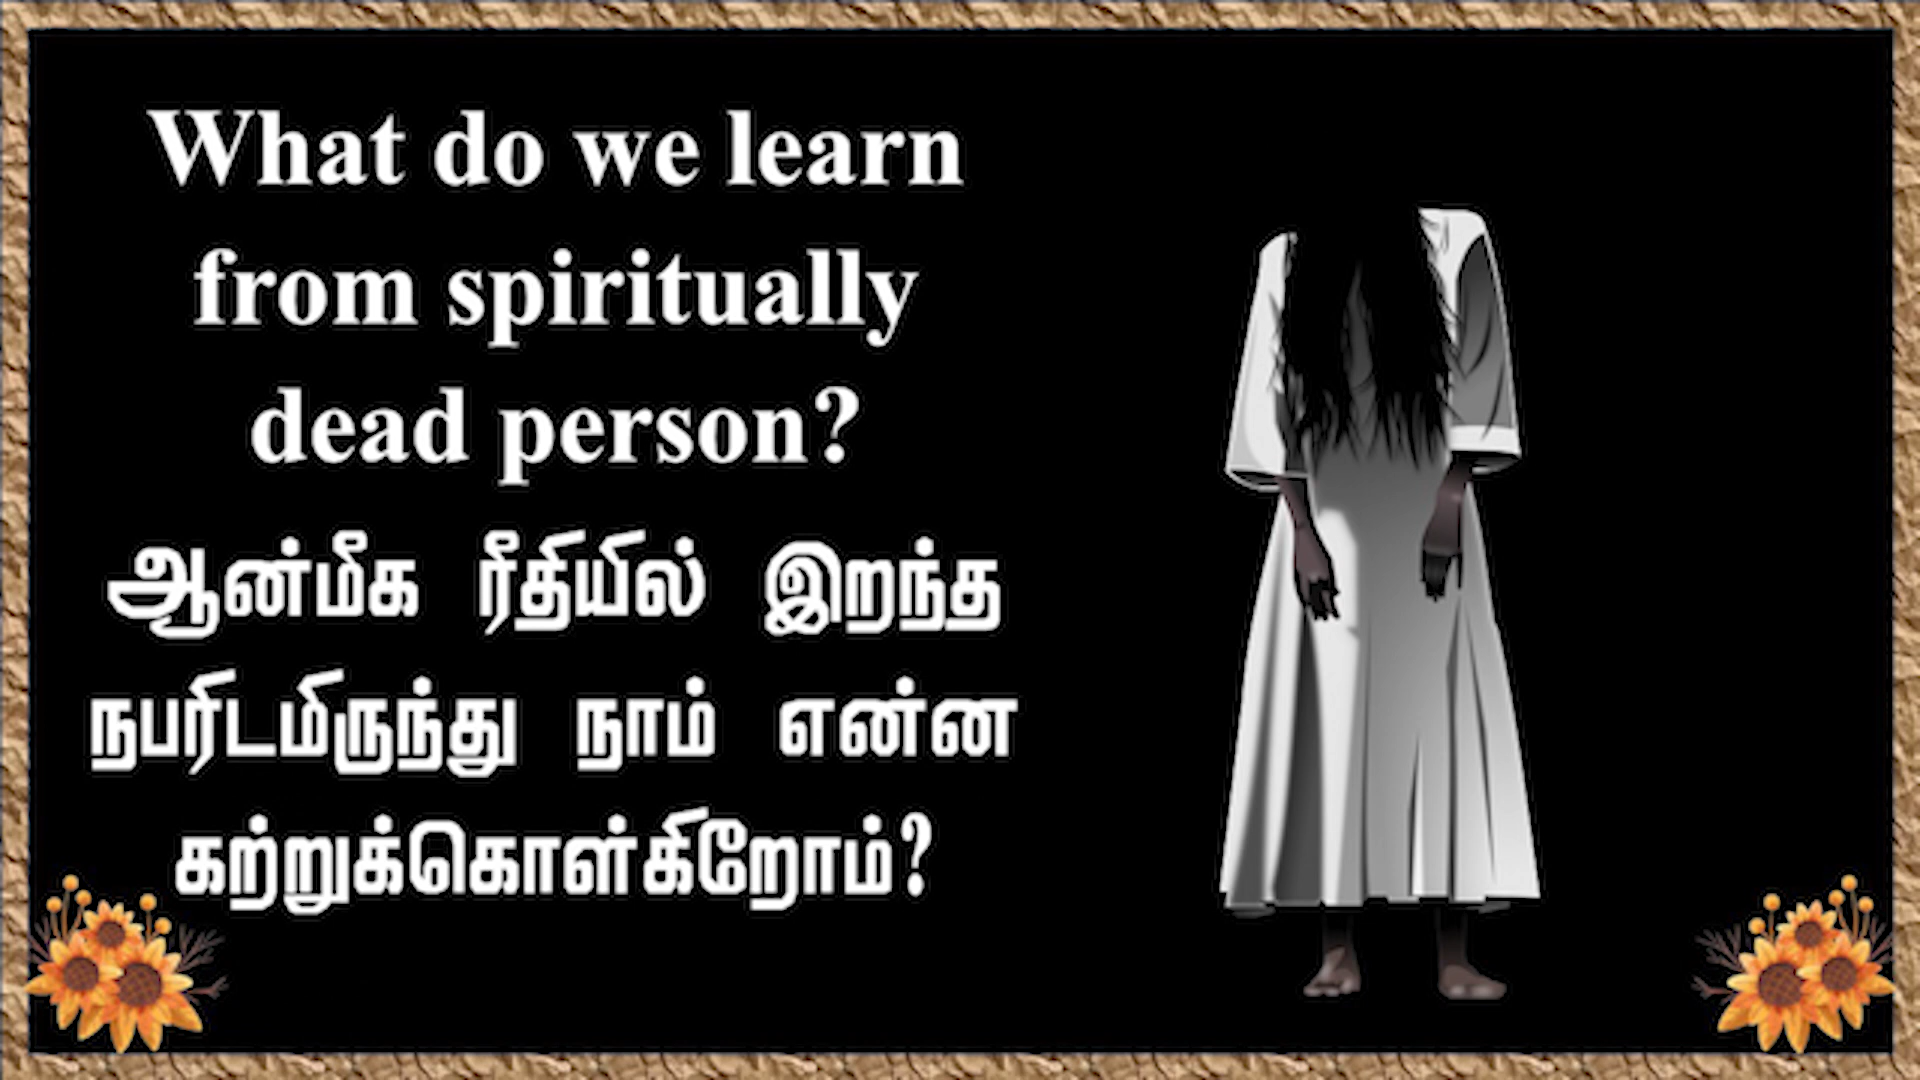 What do we learn
from spiritually
dead person?
ஆன்மீக ரீதியில் இறந்த
நபரிடமிருந்து நாம் என்ன
கற்றுக்கொள்கிறோம்?